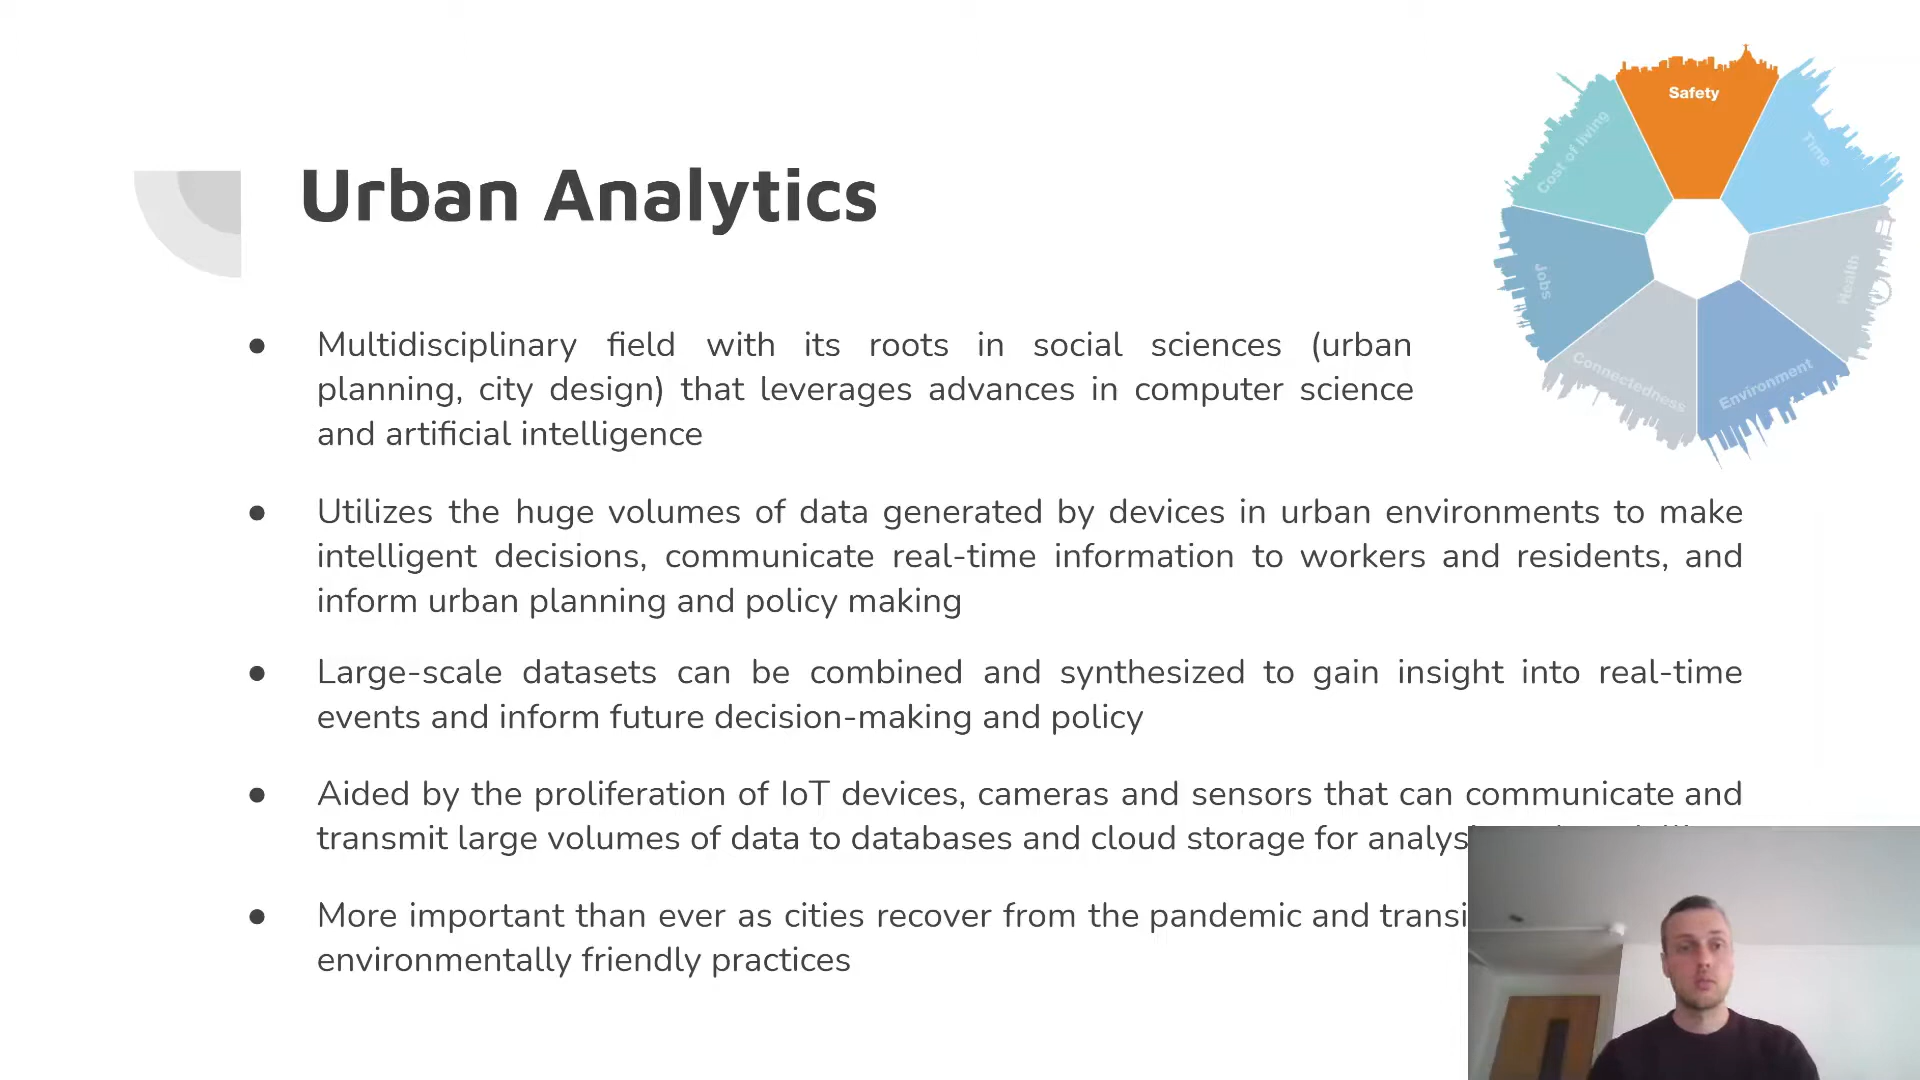 Urban Analytics
Safety
Time
Health
Environment
Connectedness
Jobs
Cost of living
● Multidisciplinary field with its roots in social sciences (urban
planning, city design) that leverages advances in computer science
and artificial intelligence
● Utilizes the huge volumes of data generated by devices in urban environments to make
intelligent decisions, communicate real-time information to workers and residents, and
inform urban planning and policy making
● Large-scale datasets can be combined and synthesized to gain insight into real-time
events and inform future decision-making and policy
● Aided by the proliferation of IoT devices, cameras and sensors that can communicate and
transmit large volumes of data to databases and cloud storage for
● More important than ever as cities recover from the pandemic and
environmentally friendly practices